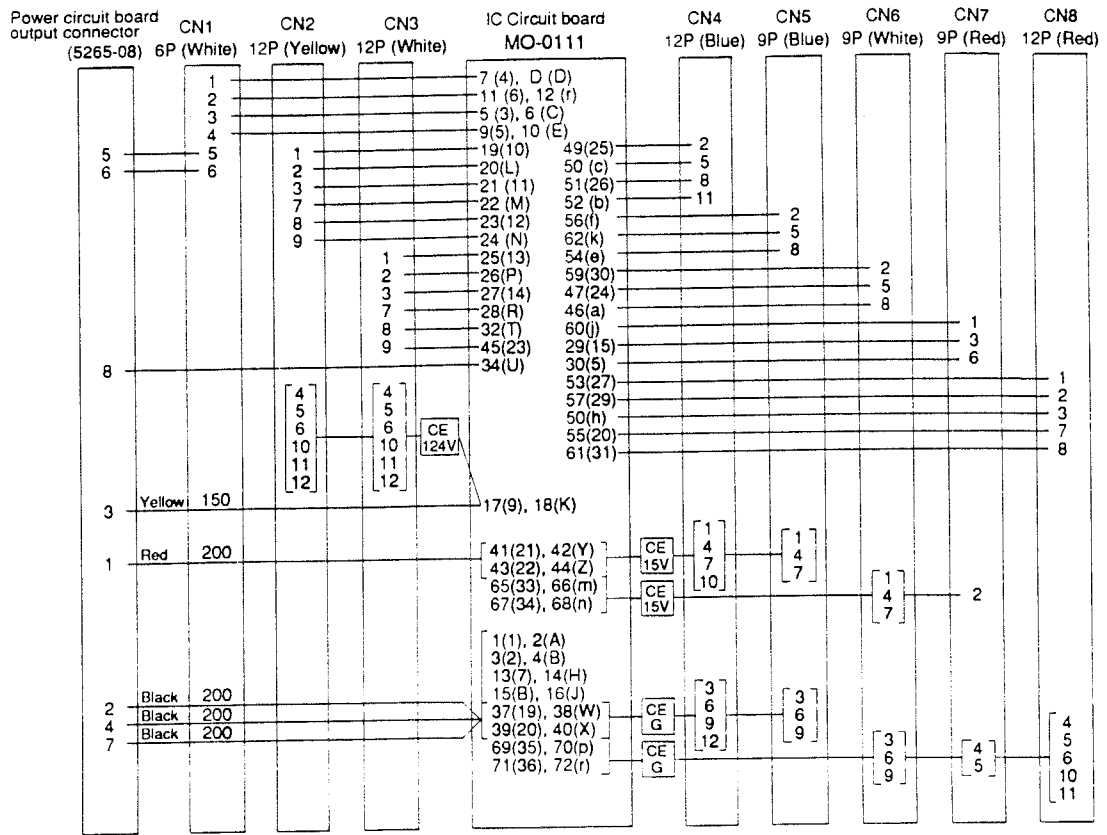 Power circuit board output connector (5265-08)
CN1
6P (White)
CN2
12P (Yellow)
CN3
12P (White)
IC Circuit board
MO-0111
CN4
12P (Blue)
CN5
9P (Blue)
CN6
9P (White)
CN7
9P (Red)
CN8
12P (Red)
1 7 (4), D (D)
2 11 (6), 12 (r)
3 5 (3), 6 (C)
4 9(5), 10 (E)
5 5 1 19(10) 49(25) 2
6 6 2 20(L) 50 (c) 5
3 21 (11) 51(26) 8
7 22 (M) 52 (b) 11
8 23(12) 56(f) 2
9 24 (N) 62(k) 5
1 25(13) 54(e) 8
2 26(P) 59(30) 2
3 27(14) 47(24) 5
7 28(R) 46(a) 8
8 32(T) 60(j) 1
9 45(23) 29(15) 3
8 34(U) 30(5) 6
53(27) 1
57(29) 2
50(h) 3
55(20) 7
61(31) 8
4 4
5 5
6 6
10 10
11 11
12 12
CE
124V
3 Yellow 150 17(9), 18(K)
1 Red 200
41(21), 42(Y)
43(22), 44(Z)
65(33), 66(m)
67(34), 68(n)
CE
15V
1
4
7
10
1
4
7
CE
15V
1
4
7
2
1(1), 2(A)
3(2), 4(B)
13(7), 14(H)
15(B), 16(J)
37(19), 38(W)
39(20), 40(X)
69(35), 70(p)
71(36), 72(r)
2 Black 200
4 Black 200
7 Black 200
CE
G
3
6
9
12
3
6
9
CE
G
3
6
9
4
5
4
5
6
10
11